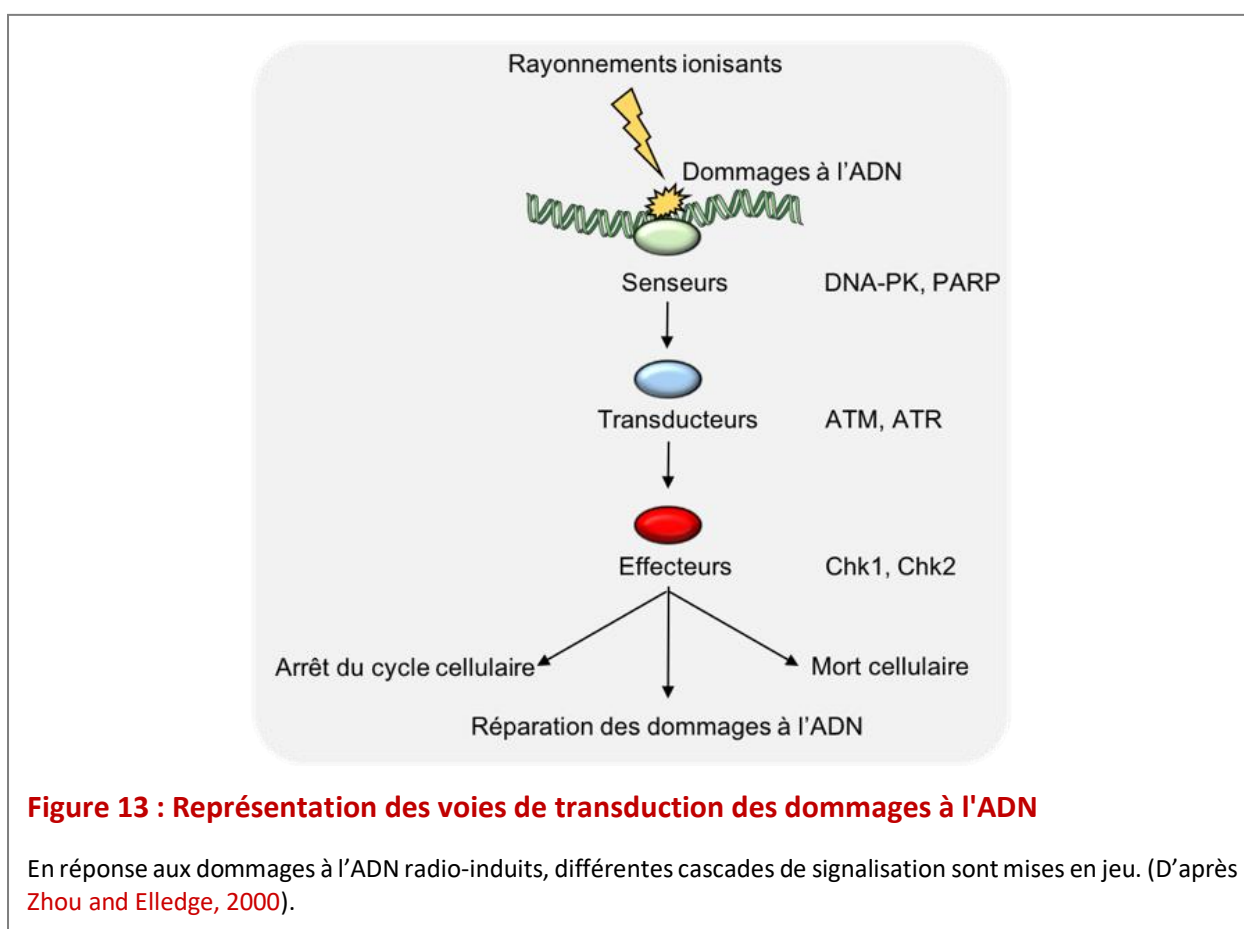 Rayonnements ionisants
Dommages à l'ADN
Senseurs DNA-PK, PARP
Transducteurs ATM, ATR
Effecteurs Chk1, Chk2
Arrêt du cycle cellulaire Mort cellulaire
Réparation des dommages à l'ADN
Figure 13 : Représentation des voies de transduction des dommages à l'ADN
En réponse aux dommages à l'ADN radio-induits, différentes cascades de signalisation sont mises en jeu. (D'après
Zhou and Elledge, 2000).